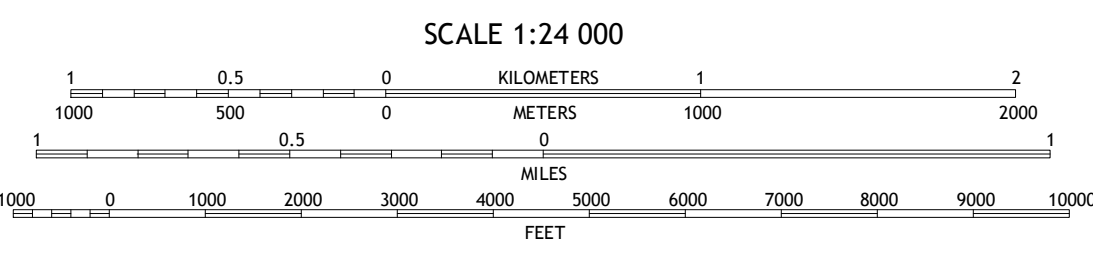 SCALE 1:24 000
1 0.5 0 KILOMETERS 1 2
1000 500 0 METERS 1000 2000
1 0.5 0 1
MILES
1000 0 1000 2000 3000 4000 5000 6000 7000 8000 9000 10000
FEET